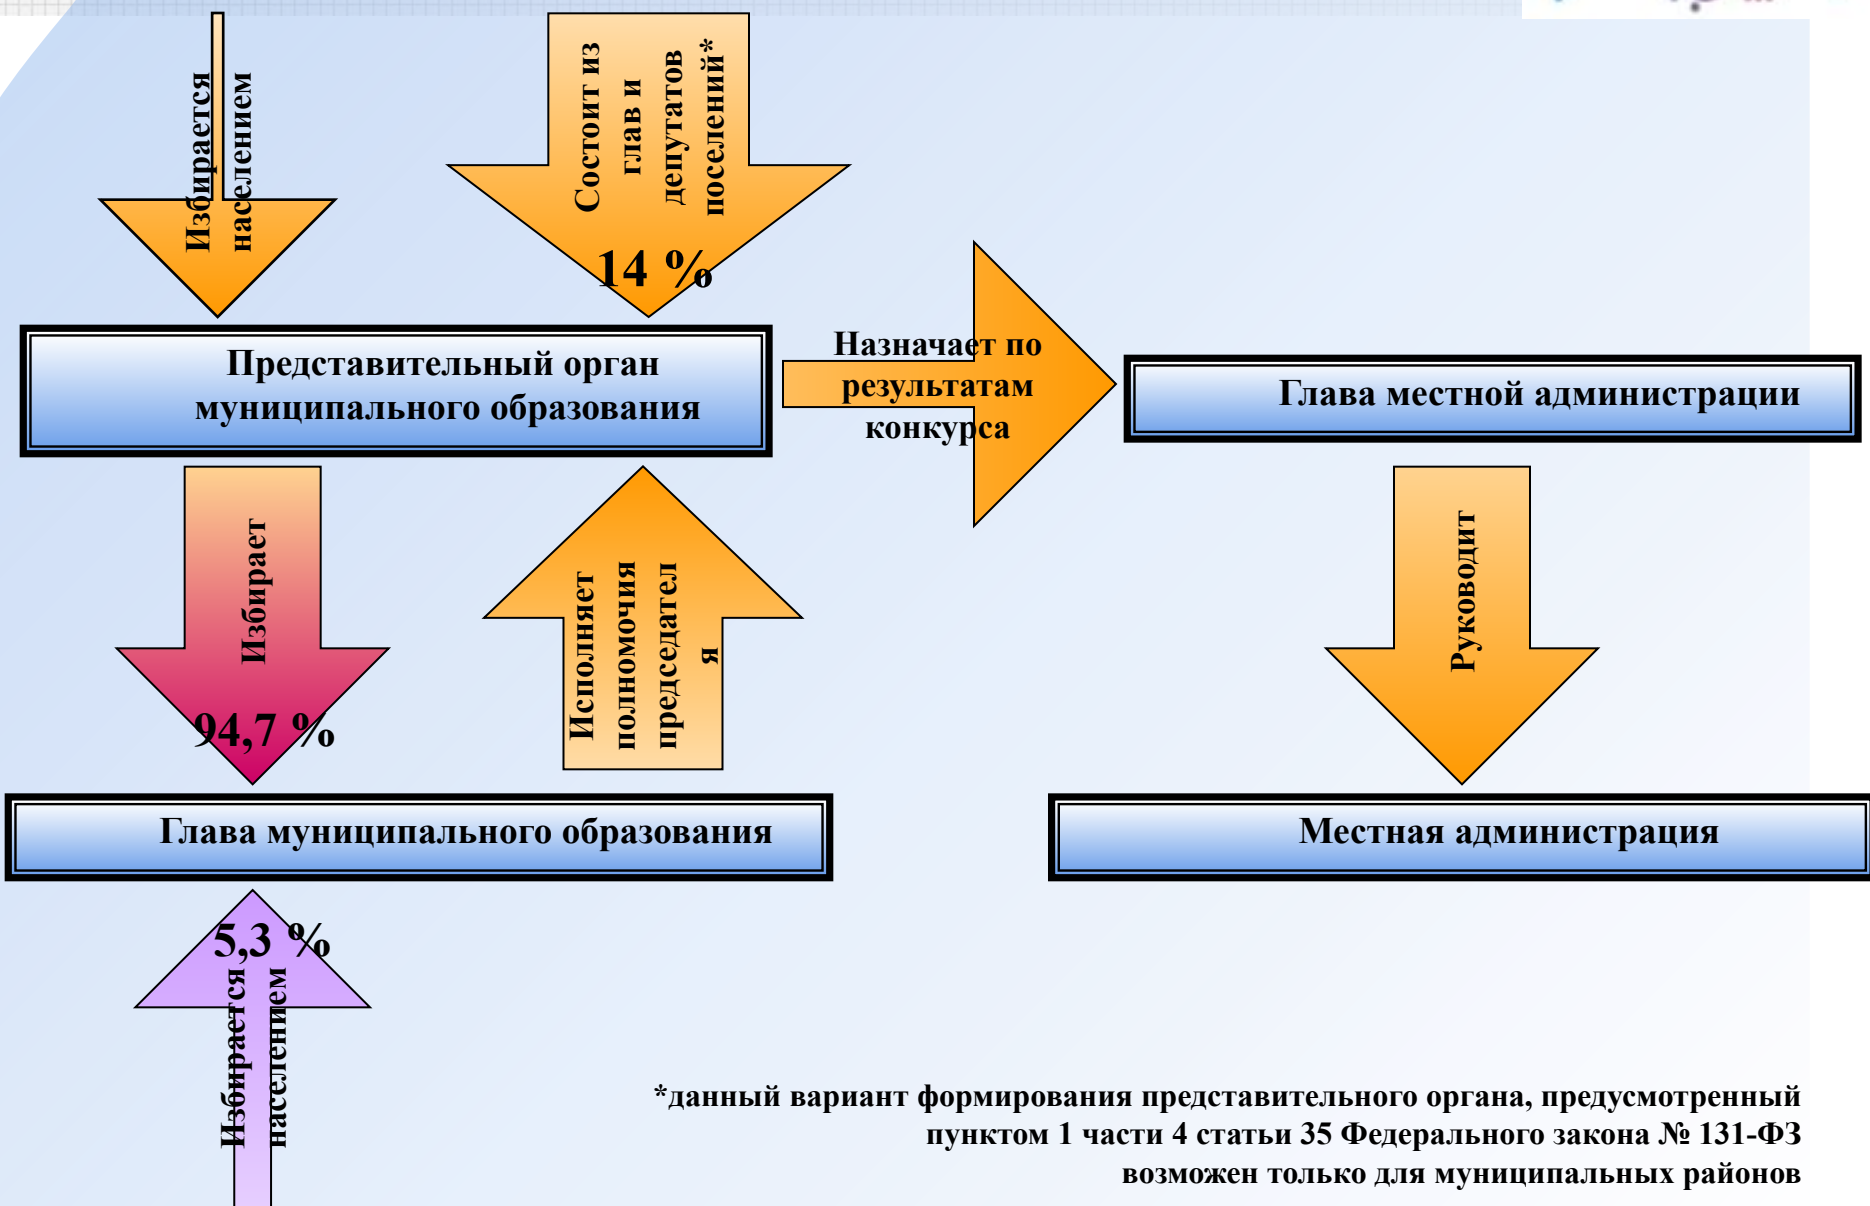 Избирается
населением
Состоит из
глав и
депутатов
поселений*
14 %
Представительный орган
муниципального образования
Назначает по
результатам
конкурса
Глава местной администрации
Избирает
94,7 %
Исполняет
полномочия
председател
я
Руководит
Глава муниципального образования
Местная администрация
5,3 %
Избирается
населением
*данный вариант формирования представительного органа, предусмотренный
пунктом 1 части 4 статьи 35 Федерального закона № 131-ФЗ
возможен только для муниципальных районов